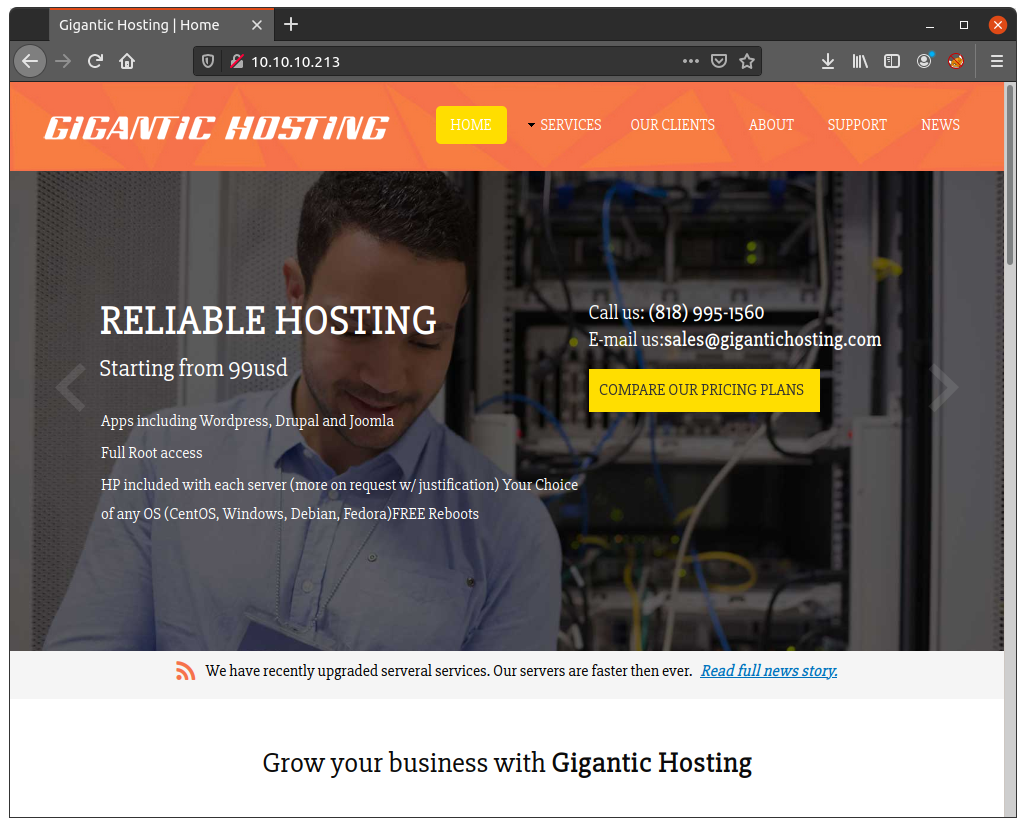 Gigantic Hosting | Home
10.10.10.213
GIGANTIC HOSTING
HOME
SERVICES
OUR CLIENTS
ABOUT
SUPPORT
NEWS
RELIABLE HOSTING
Starting from 99usd
Apps including Wordpress, Drupal and Joomla
Full Root access
HP included with each server (more on request w/ justification) Your Choice
of any OS (CentOS, Windows, Debian, Fedora)FREE Reboots
Call us: (818) 995-1560
E-mail us:sales@gigantichosting.com
COMPARE OUR PRICING PLANS
We have recently upgraded serveral services. Our servers are faster then ever. Read full news story.
Grow your business with Gigantic Hosting